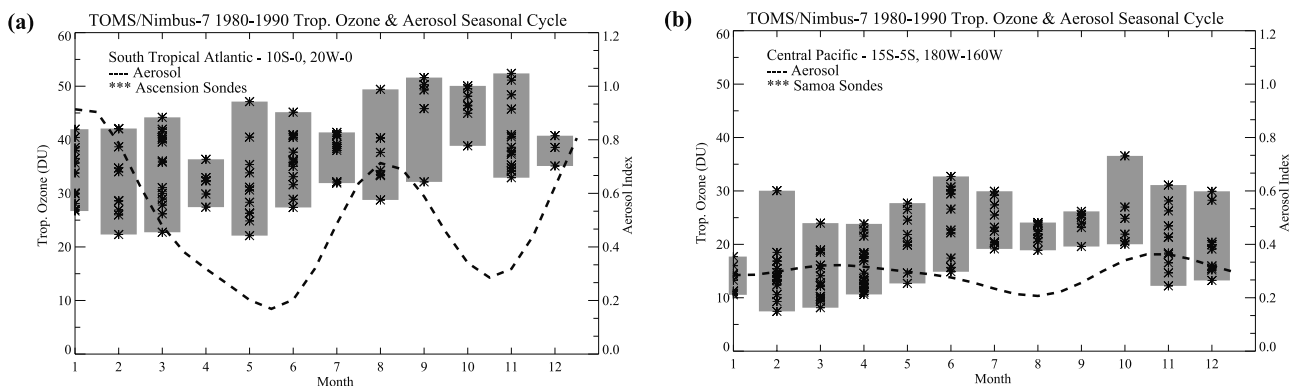 (a)
TOMS/Nimbus-7 1980-1990 Trop. Ozone & Aerosol Seasonal Cycle
South Tropical Atlantic - 10S-0, 20W-0
Aerosol
*** Ascension Sondes
Trop. Ozone (DU)
60
50
40
30
20
10
0
Aerosol Index
1.2
1.0
0.8
0.6
0.4
0.2
0.0
1 2 3 4 5 6 7 8 9 10 11 12
Month
(b)
TOMS/Nimbus-7 1980-1990 Trop. Ozone & Aerosol Seasonal Cycle
Central Pacific - 15S-5S, 180W-160W
Aerosol
*** Samoa Sondes
Trop. Ozone (DU)
60
50
40
30
20
10
0
Aerosol Index
1.2
1.0
0.8
0.6
0.4
0.2
0.0
1 2 3 4 5 6 7 8 9 10 11 12
Month